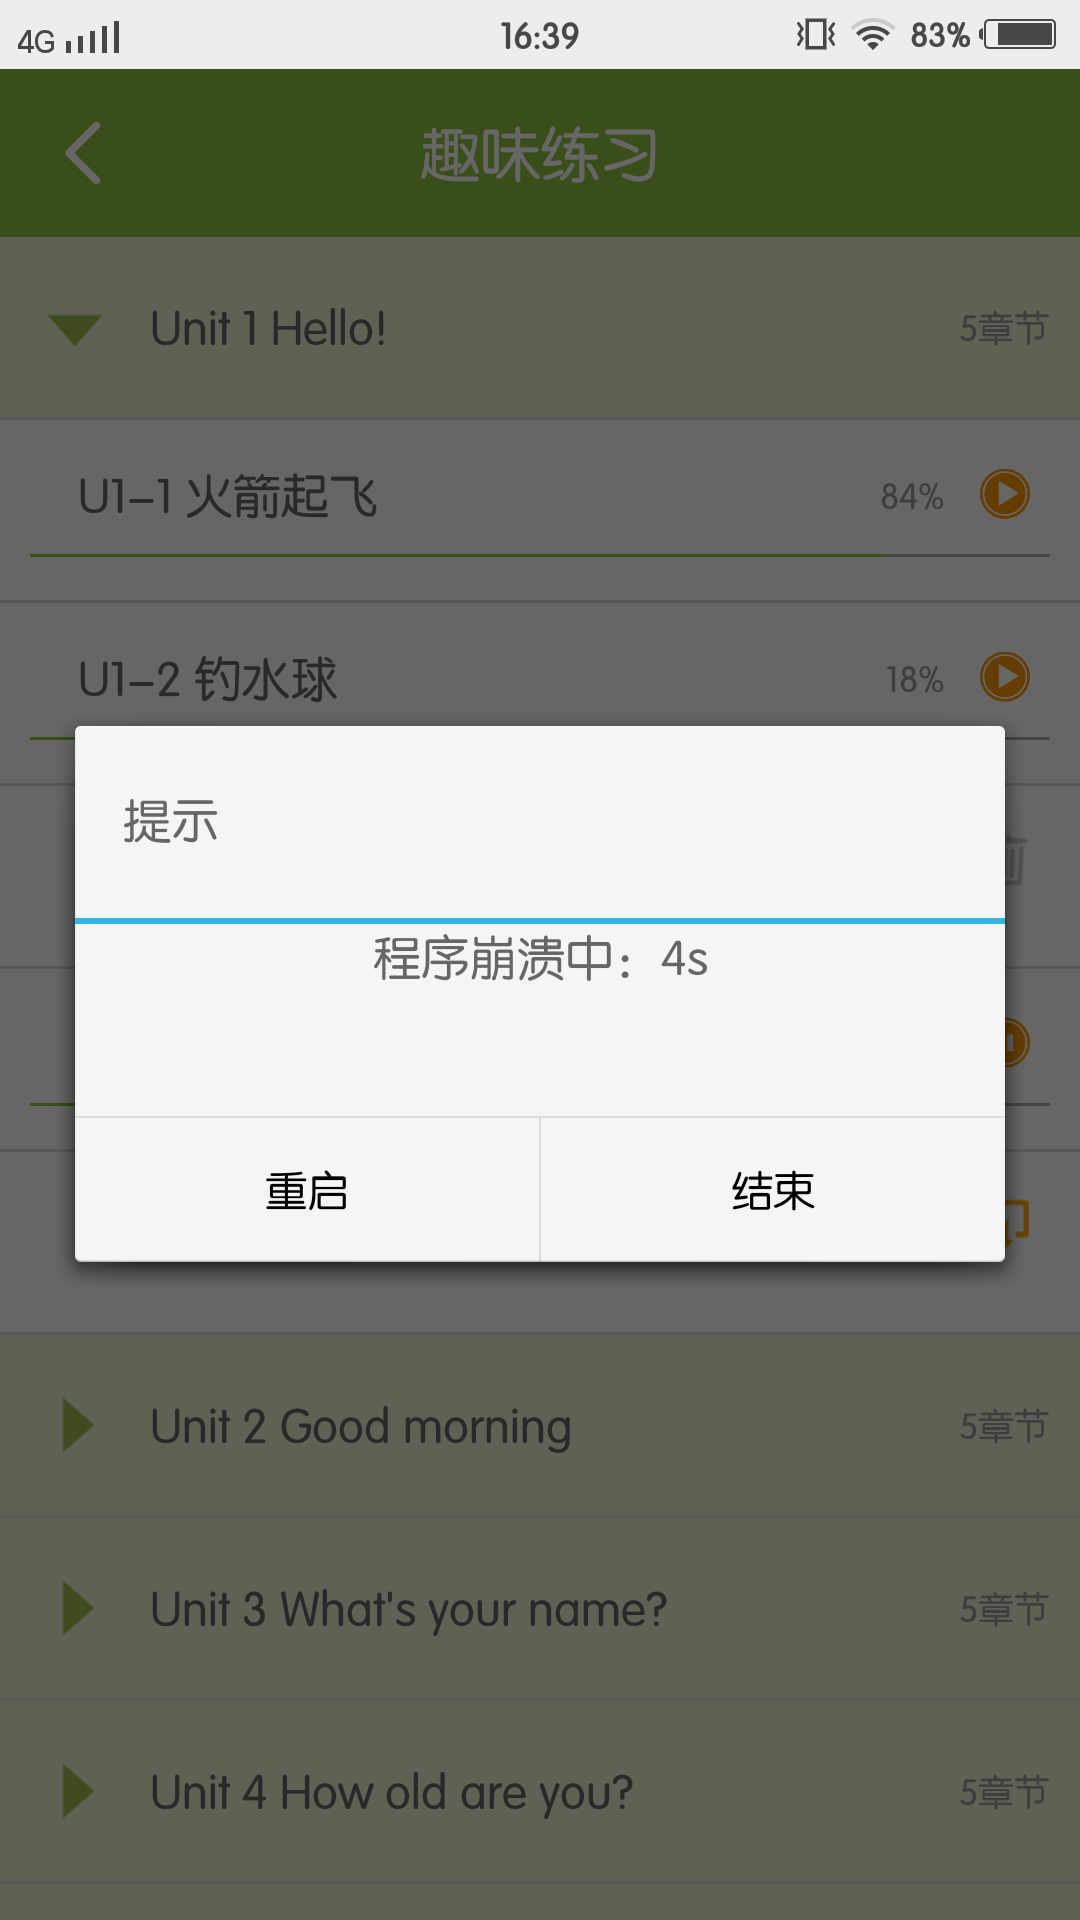 4G 16:39 83%
趣味练习
Unit 1 Hello! 5章节
U1-1 火箭起飞 84%
U1-2 钓水球 18%
提示
程序崩溃中：4s
重启 结束
Unit 2 Good morning 5章节
Unit 3 What's your name? 5章节
Unit 4 How old are you? 5章节